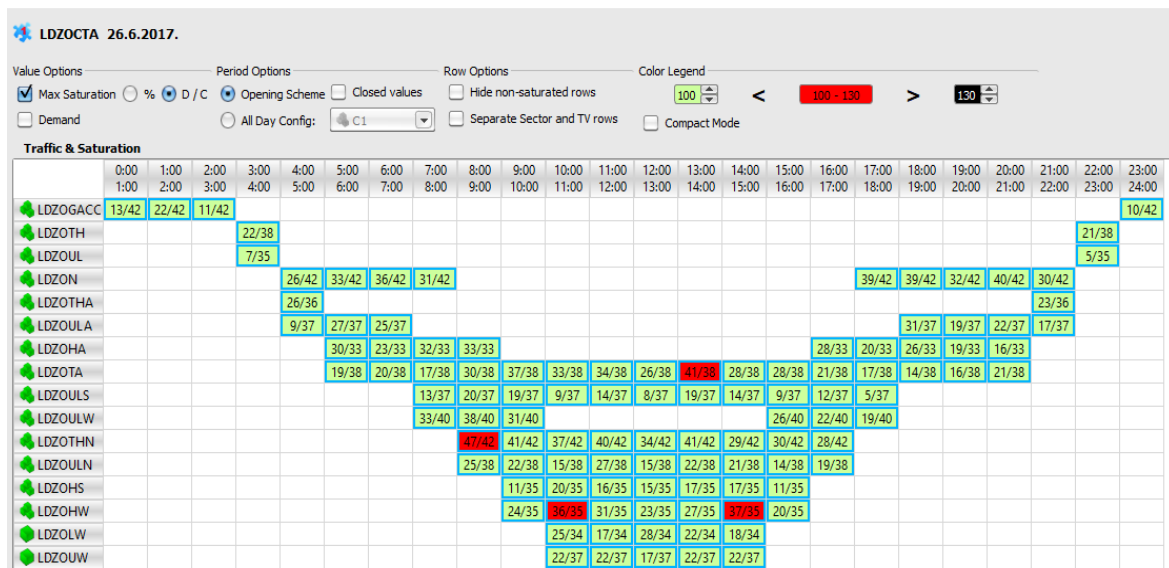 LDZOCTA 26.6.2017.
Value Options Period Options Row Options Color Legend
Max Saturation % D / C Opening Scheme Closed values Hide non-saturated rows 100 < 100 - 130 > 130
Demand All Day Config: C1 Separate Sector and TV rows Compact Mode
Traffic & Saturation
0:00 1:00 2:00 3:00 4:00 5:00 6:00 7:00 8:00 9:00 10:00 11:00 12:00 13:00 14:00 15:00 16:00 17:00 18:00 19:00 20:00 21:00 22:00 23:00
1:00 2:00 3:00 4:00 5:00 6:00 7:00 8:00 9:00 10:00 11:00 12:00 13:00 14:00 15:00 16:00 17:00 18:00 19:00 20:00 21:00 22:00 23:00 24:00
LDZOGACC 13/42 22/42 11/42 10/42
LDZOTH 22/38 21/38
LDZOUL 7/35 5/35
LDZON 26/42 33/42 36/42 31/42 39/42 39/42 32/42 40/42 30/42
LDZOTHA 26/36 23/36
LDZOULA 9/37 27/37 25/37 31/37 19/37 22/37 17/37
LDZOHA 30/33 23/33 32/33 33/33 28/33 20/33 26/33 19/33 16/33
LDZOTA 19/38 20/38 17/38 30/38 37/38 33/38 34/38 26/38 41/38 28/38 28/38 21/38 17/38 14/38 16/38 21/38
LDZOULS 13/37 20/37 19/37 9/37 14/37 8/37 19/37 14/37 9/37 12/37 5/37
LDZOULW 33/40 38/40 31/40 26/40 22/40 19/40
LDZOTHN 47/42 41/42 37/42 40/42 34/42 41/42 29/42 30/42 28/42
LDZOULN 25/38 22/38 15/38 27/38 15/38 22/38 21/38 14/38 19/38
LDZOHS 11/35 20/35 16/35 15/35 17/35 17/35 11/35
LDZOHW 24/35 36/35 31/35 23/35 27/35 37/35 20/35
LDZOLW 25/34 17/34 28/34 22/34 18/34
LDZOUW 22/37 22/37 17/37 22/37 22/37